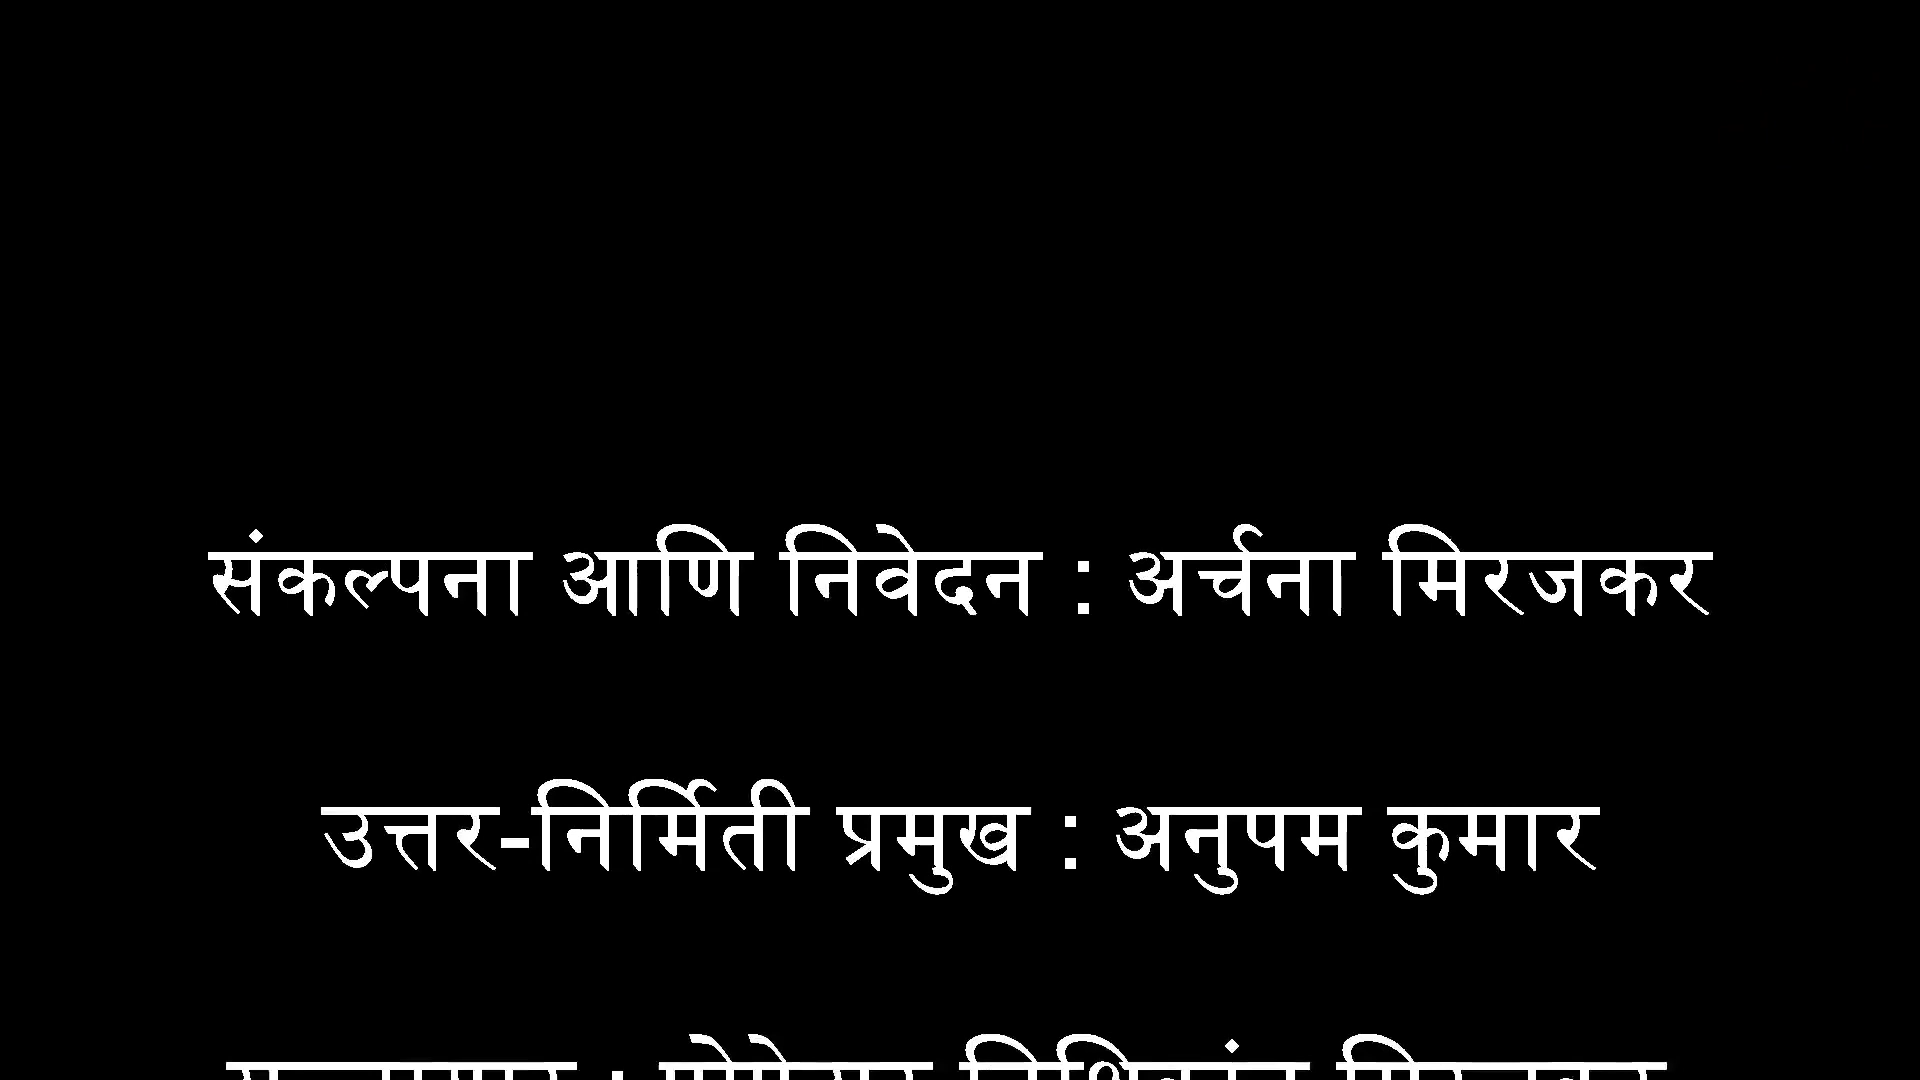 संकल्पना आणि निवेदन : अर्चना मिरजकर
उत्तर-निर्मिती प्रमुख : अनुपम कुमार